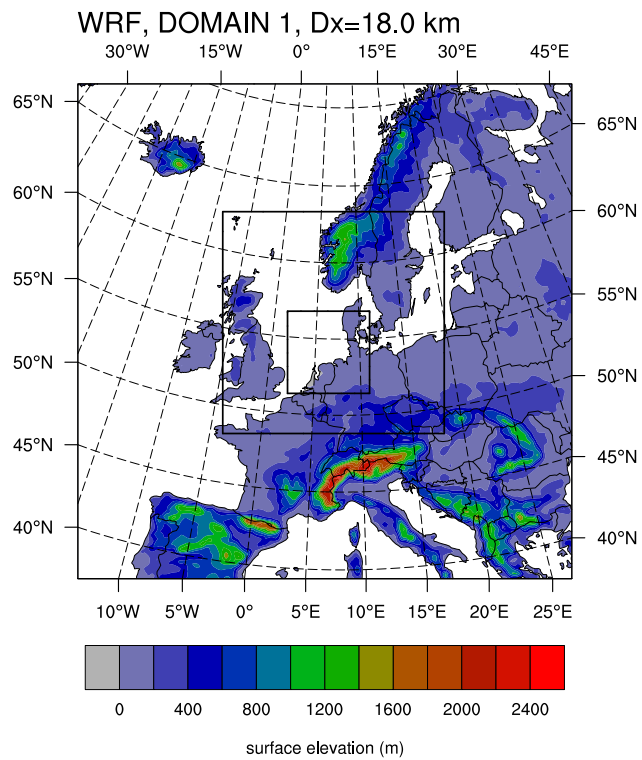 WRF, DOMAIN 1, Dx=18.0 km
30°W 15°W 0° 5°E 15°E 30°E 45°E
65°N 65°N
60°N 60°N
55°N 55°N
50°N 50°N
45°N 45°N
40°N 40°N
10°W 5°W 0° 5°E 10°E 15°E 20°E 25°E
0 400 800 1200 1600 2000 2400
surface elevation (m)